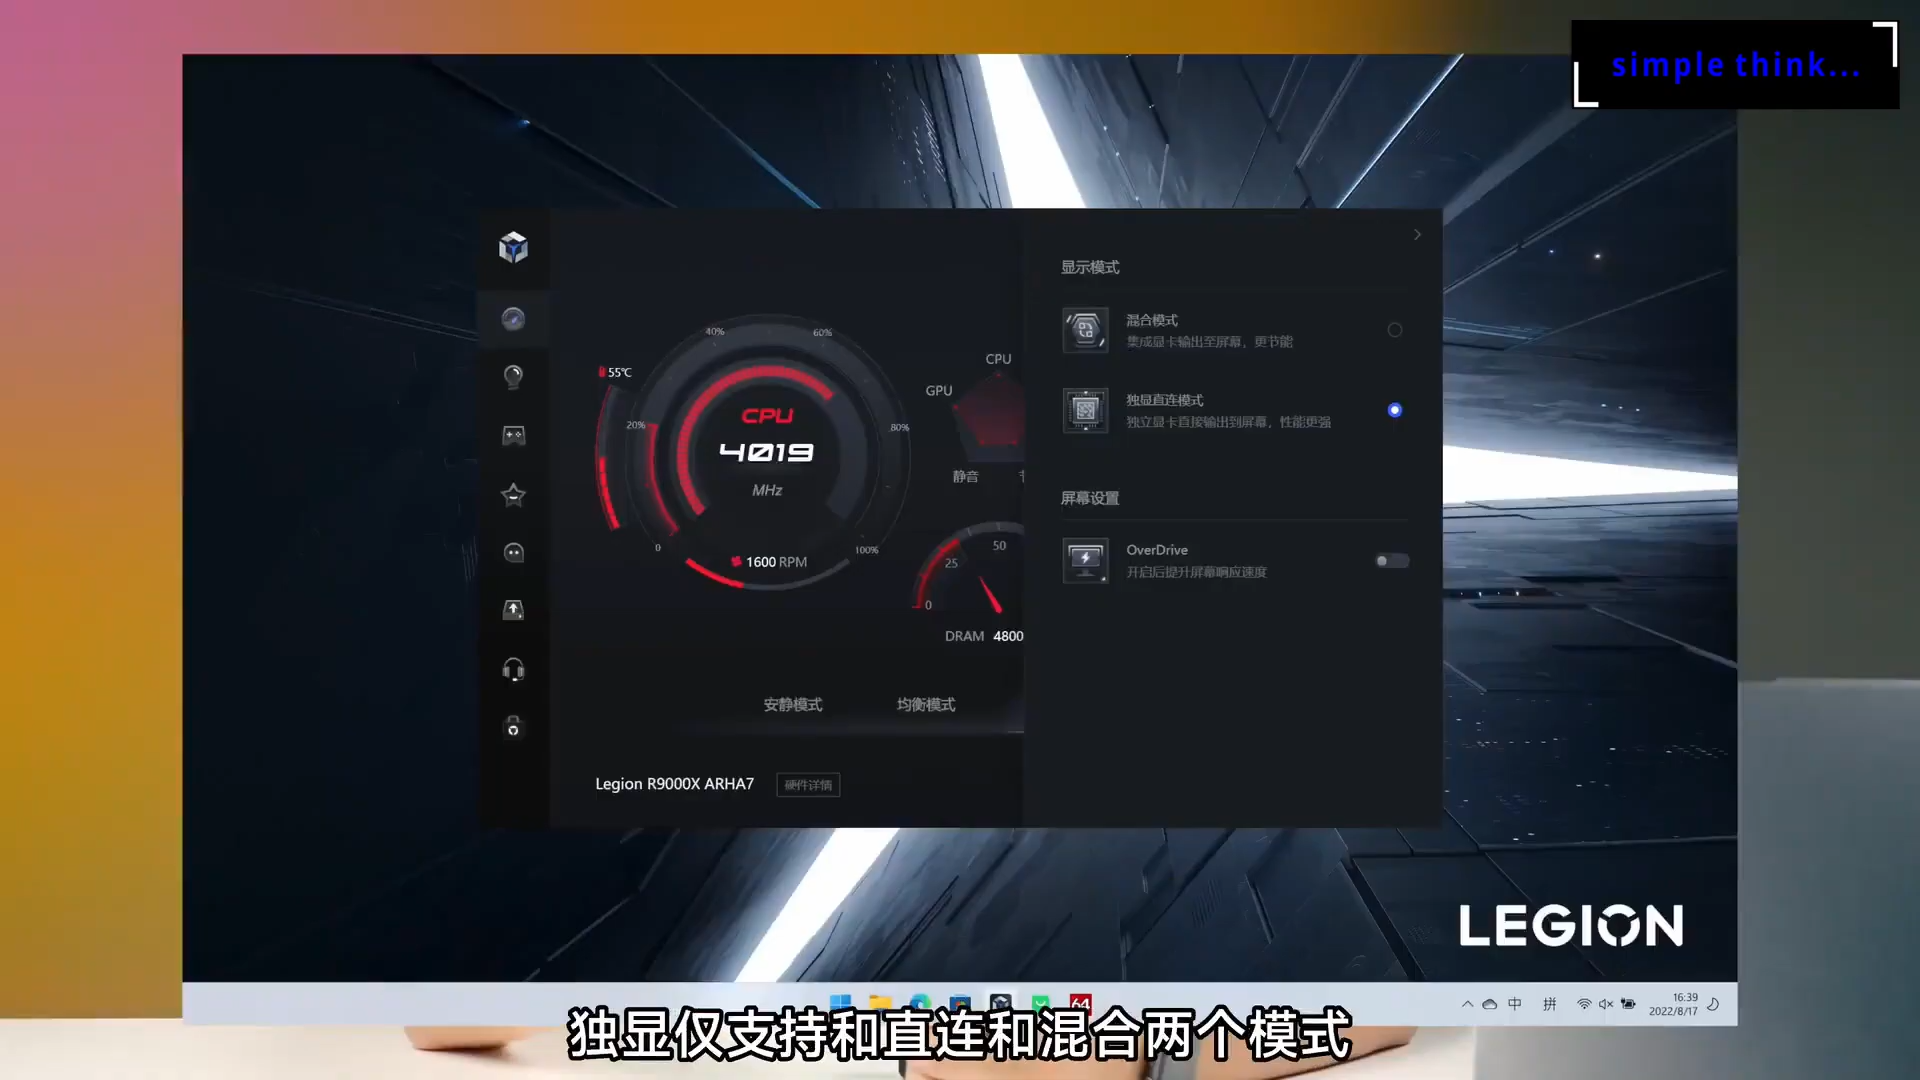 simple think...
显示模式
混合模式
集成显卡输出至屏幕，更节能
独显直连模式
独立显卡直接输出到屏幕，性能更强
屏幕设置
OverDrive
开启后提升屏幕响应速度
40%
60%
55℃
20%
80%
CPU
4019
MHz
0
100%
1600 RPM
CPU
GPU
静音
50
25
0
DRAM 4800
安静模式
均衡模式
Legion R9000X ARHA7
硬件详情
LEGION
64
中
拼
16:39
2022/8/17
独显仅支持和直连和混合两个模式